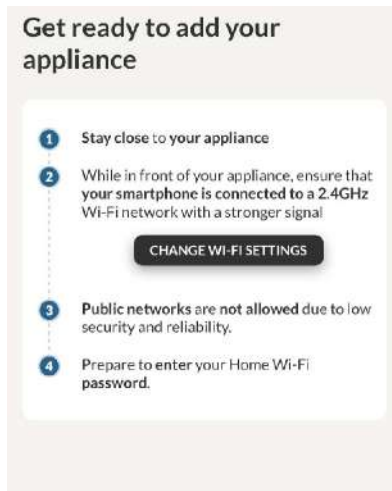 Get ready to add your
appliance
1 Stay close to your appliance
2 While in front of your appliance, ensure that
your smartphone is connected to a 2.4GHz
Wi-Fi network with a stronger signal
CHANGE WI-FI SETTINGS
3 Public networks are not allowed due to low
security and reliability.
4 Prepare to enter your Home Wi-Fi
password.